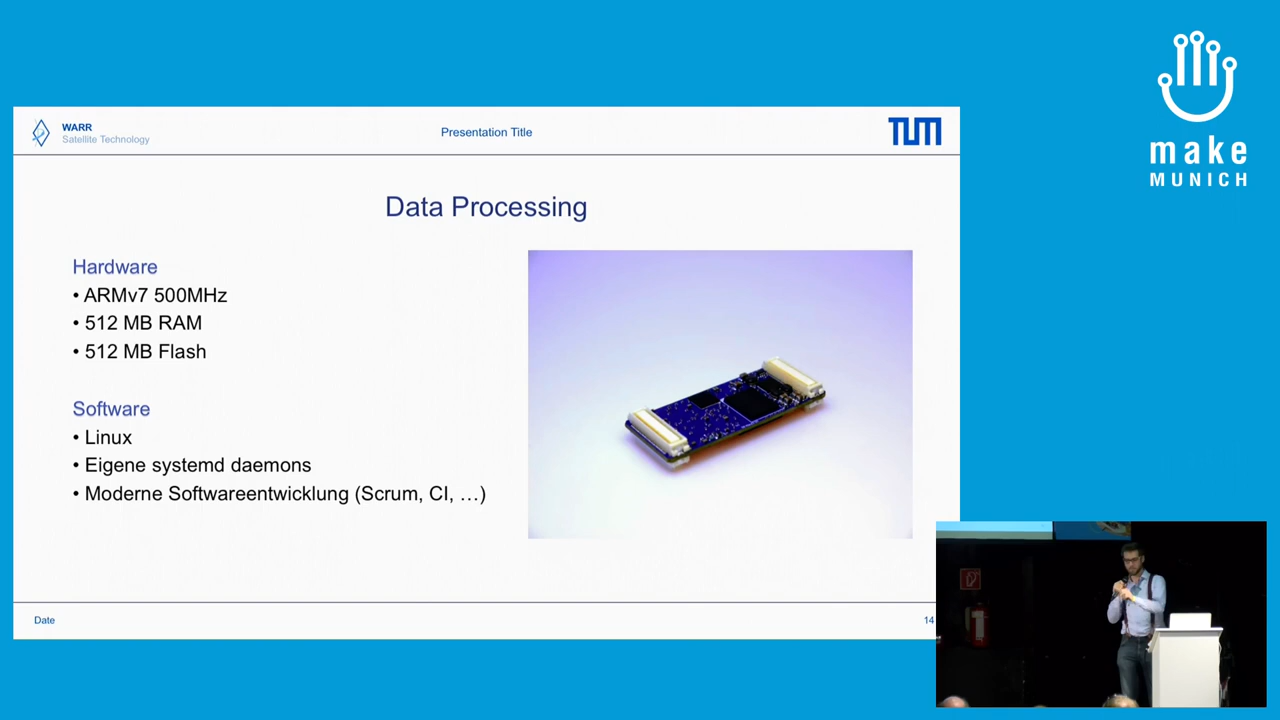 make
MUNICH
WARR
Satellite Technology
Presentation Title
TUM
Data Processing
Hardware
• ARMv7 500MHz
• 512 MB RAM
• 512 MB Flash
Software
• Linux
• Eigene systemd daemons
• Moderne Softwareentwicklung (Scrum, CI, …)
Date
14